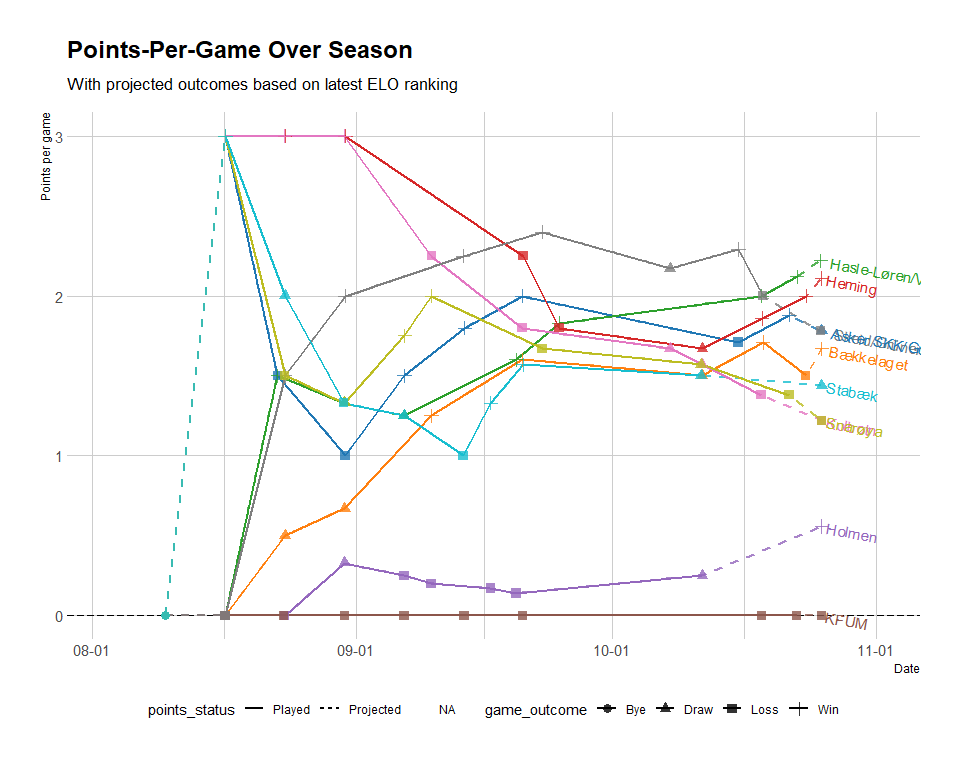 Points-Per-Game Over Season
With projected outcomes based on latest ELO ranking
Points per game
3
2
1
0
Hasle-Løren/
Heming
Bækkelaget
Stabæk
Holmen
KFUM
08-01
09-01
10-01
11-01
Date
points_status
Played
Projected
NA
game_outcome
Bye
Draw
Loss
Win